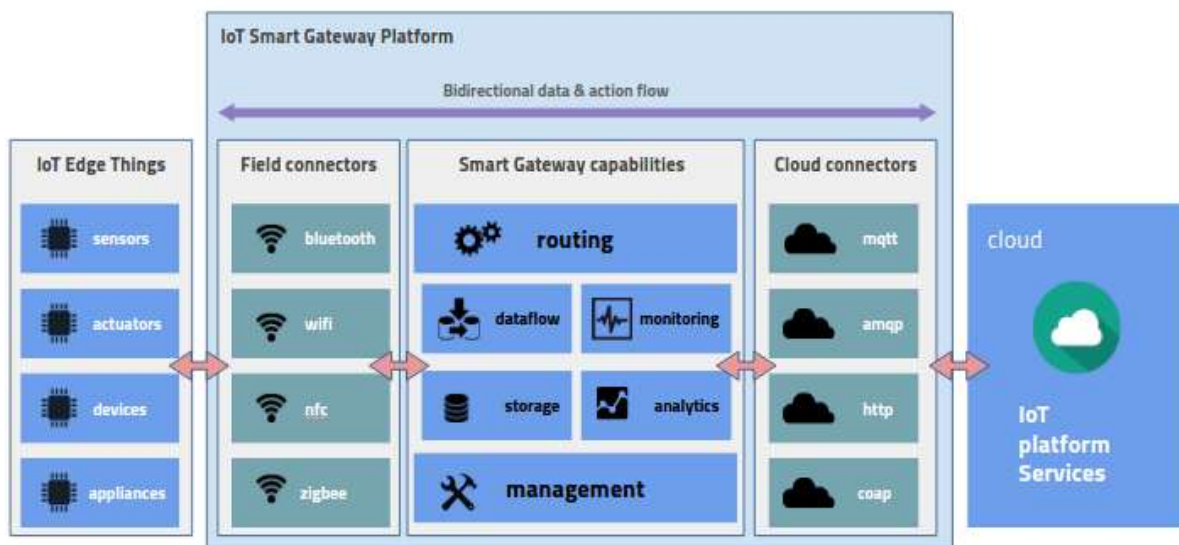 IoT Smart Gateway Platform
Bidirectional data & action flow
IoT Edge Things
sensors
actuators
devices
appliances
Field connectors
bluetooth
wifi
nfc
zigbee
Smart Gateway capabilities
routing
dataflow
monitoring
storage
analytics
management
Cloud connectors
mqtt
amqp
http
coap
cloud
IoT
platform
Services